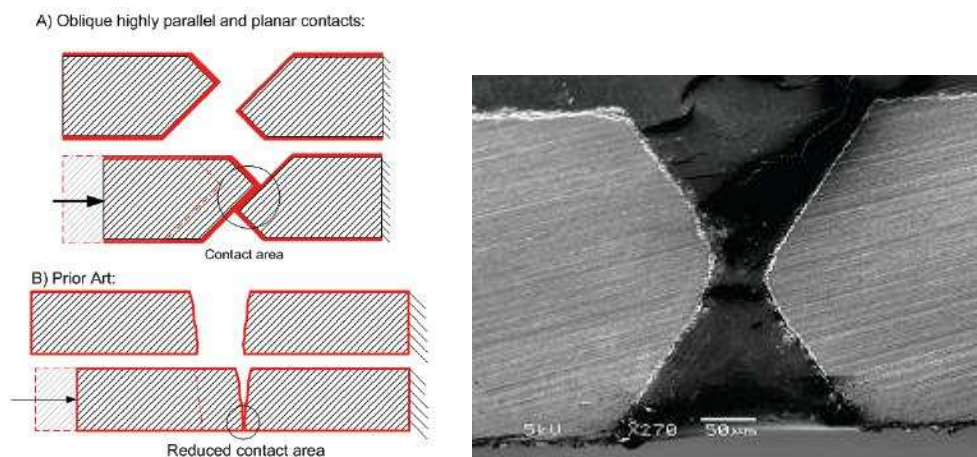 A) Oblique highly parallel and planar contacts:
Contact area
B) Prior Art:
Reduced contact area
5kU X270 50μm